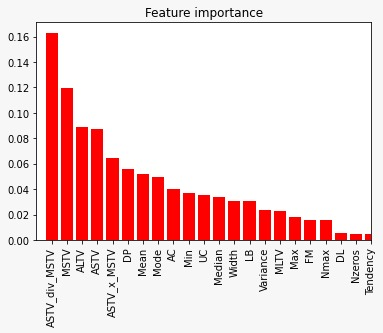 Feature importance
0.16
0.14
0.12
0.10
0.08
0.06
0.04
0.02
0.00
ASTV_div_MSTV
MSTV
ALTV
ASTV
ASTV_x_MSTV
DP
Mean
Mode
AC
Min
UC
Median
Width
LB
Variance
MLTV
Max
FM
Nmax
DL
Nzeros
Tendency